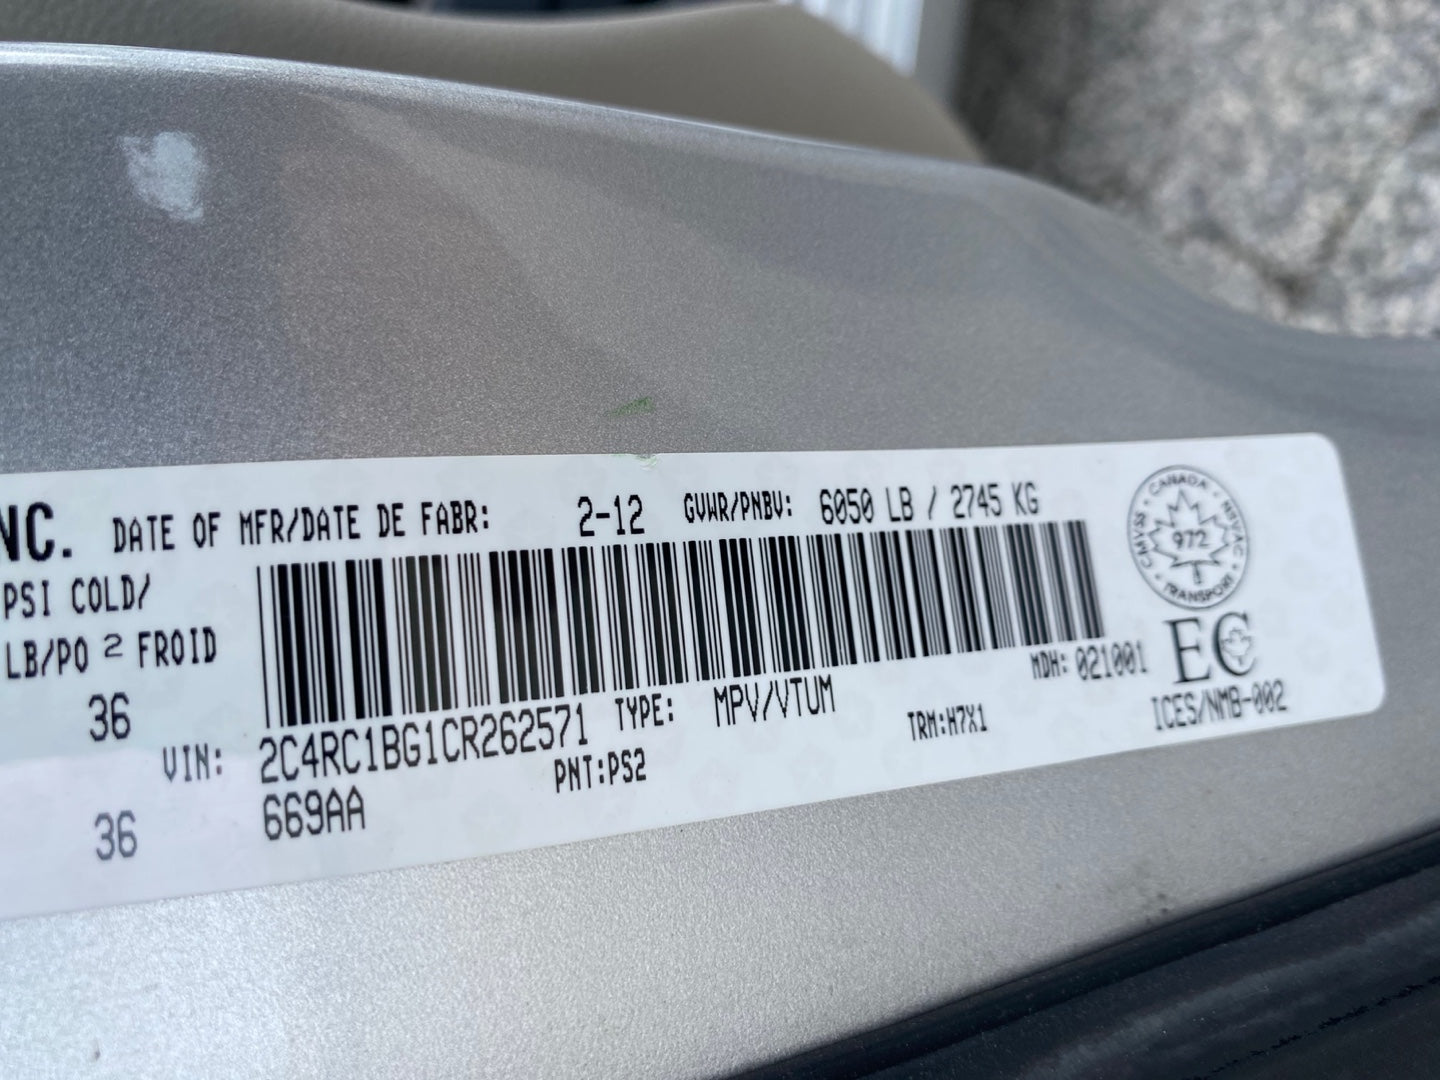 NC. DATE OF MFR/DATE DE FABR: 2-12 GVWR/PNBV: 6050 LB / 2745 KG
PSI COLD/
LB/PO 2 FROID
36
36
VIN: 2C4RC1BG1CR262571 TYPE: MPV/VTUM MDH: 021001
669AA PNT:PS2 TRM:H7X1
CANADA · NSVAC · TRANSPORT · CMVSS
972
EC
ICES/NMB-002